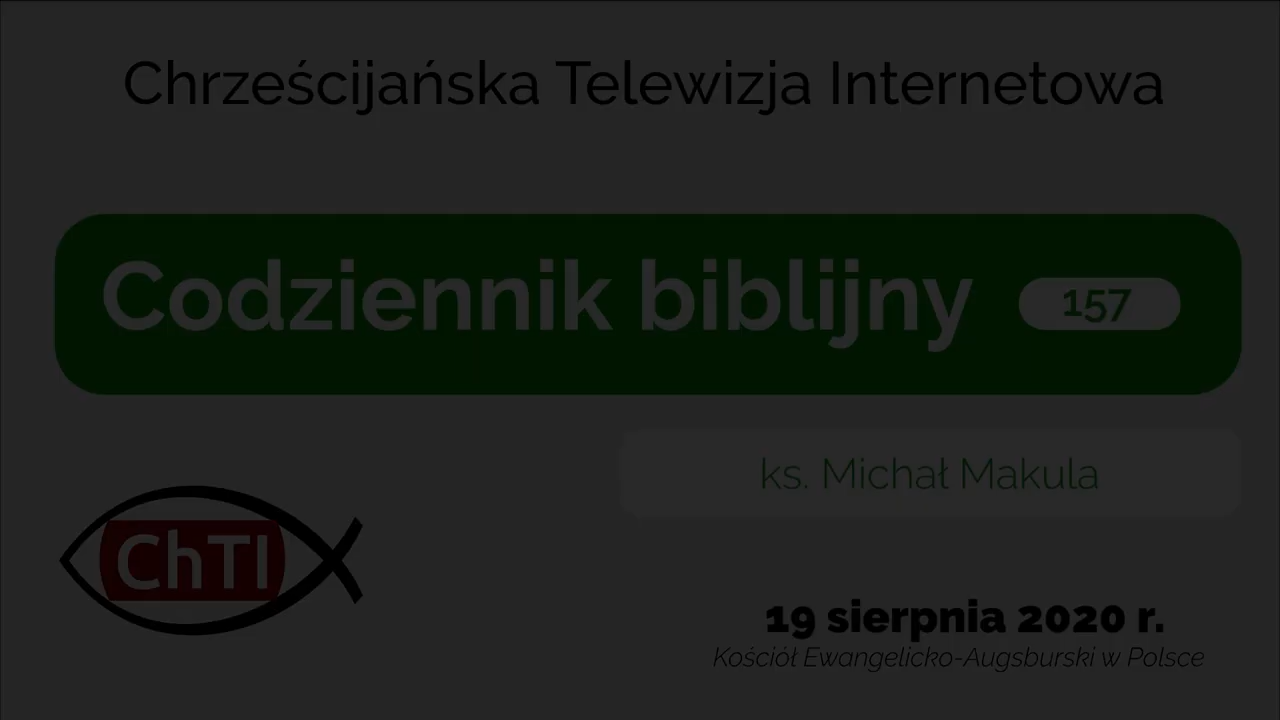 Chrześcijańska Telewizja Internetowa
Codziennik biblijny 157
ks. Michał Makula
ChTI
19 sierpnia 2020 r.
Kościół Ewangelicko-Augsburski w Polsce